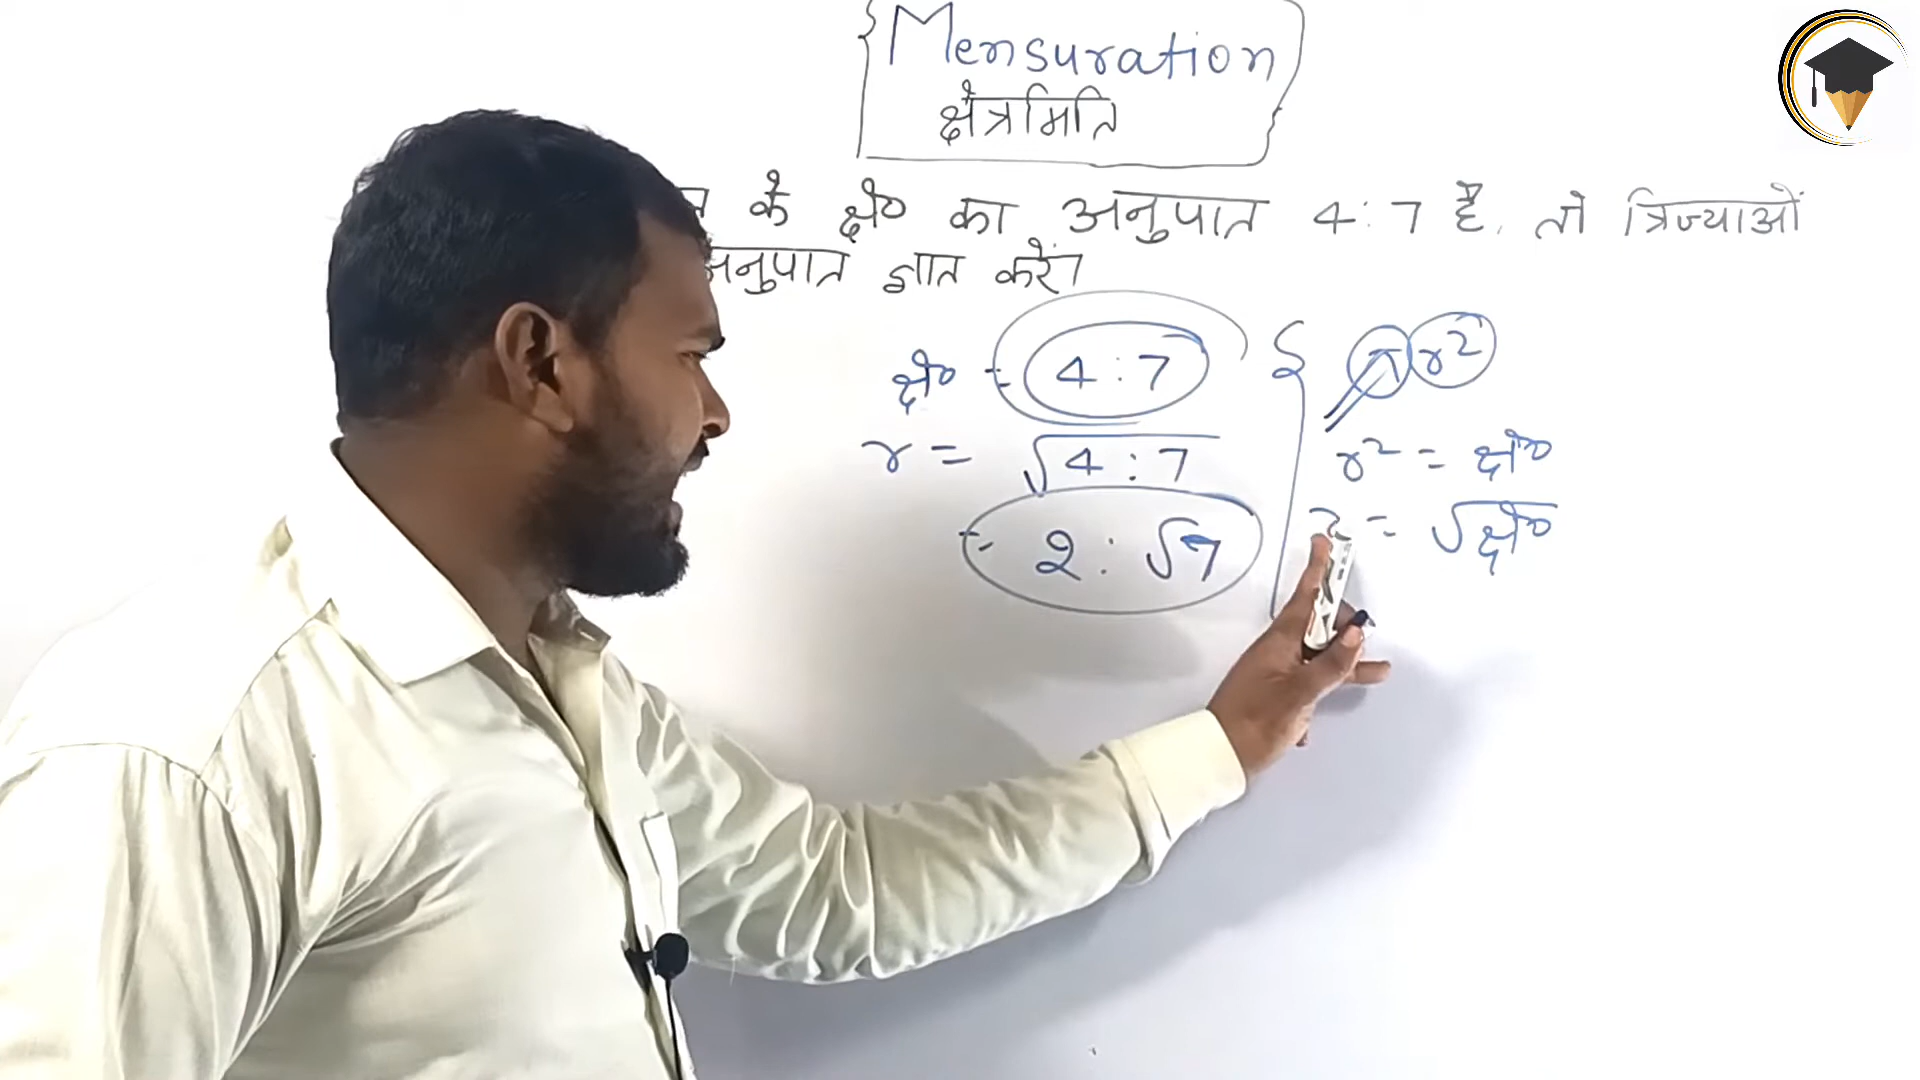 Mensuration
क्षेत्रमिति
के क्षे० का अनुपात 4:7 है, तो त्रिज्याओं
अनुपात ज्ञात करें।
क्षे० = 4:7
r = √4:7
= 2:√7
πr²
r² = क्षे०
r = √क्षे०